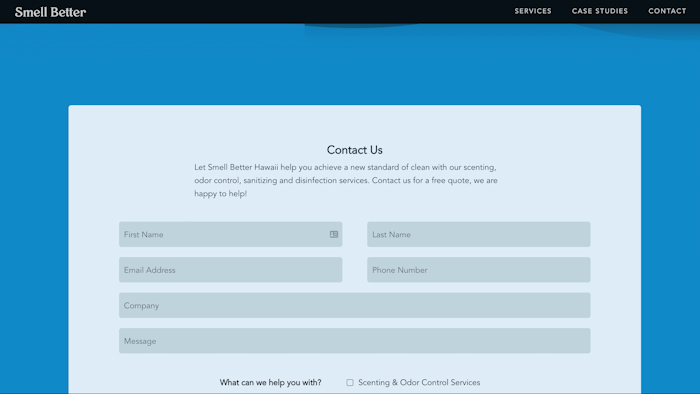 Smell Better
SERVICES
CASE STUDIES
CONTACT
Contact Us
Let Smell Better Hawaii help you achieve a new standard of clean with our scenting,
odor control, sanitizing and disinfection services. Contact us for a free quote, we are
happy to help!
First Name
Last Name
Email Address
Phone Number
Company
Message
What can we help you with?
Scenting & Odor Control Services